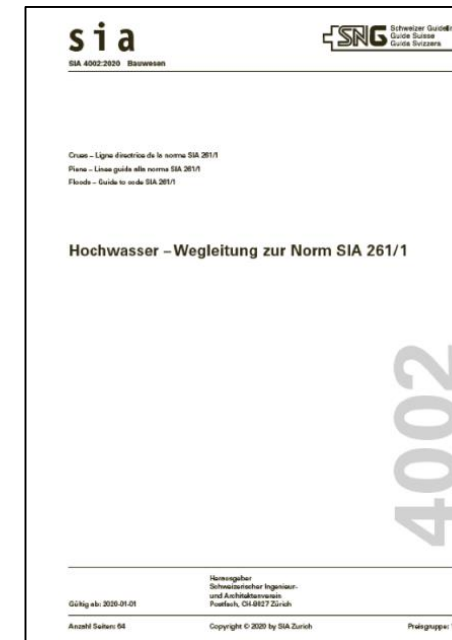 sia
SNG Schweizer Guideli
Guide Suisse
Guida Svizzera
SIA 4002:2020 Bauwesen
Crues – Ligne directrice de la norme SIA 261/1
Piene – Linee guida alla norma SIA 261/1
Floods – Guide to code SIA 261/1
Hochwasser – Wegleitung zur Norm SIA 261/1
4002
Herausgeber
Schweizerischer Ingenieur-
und Architektenverein
Gültig ab: 2020-01-01 Postfach, CH-8027 Zürich
Anzahl Seiten: 64 Copyright © 2020 by SIA Zurich Preisgruppe: